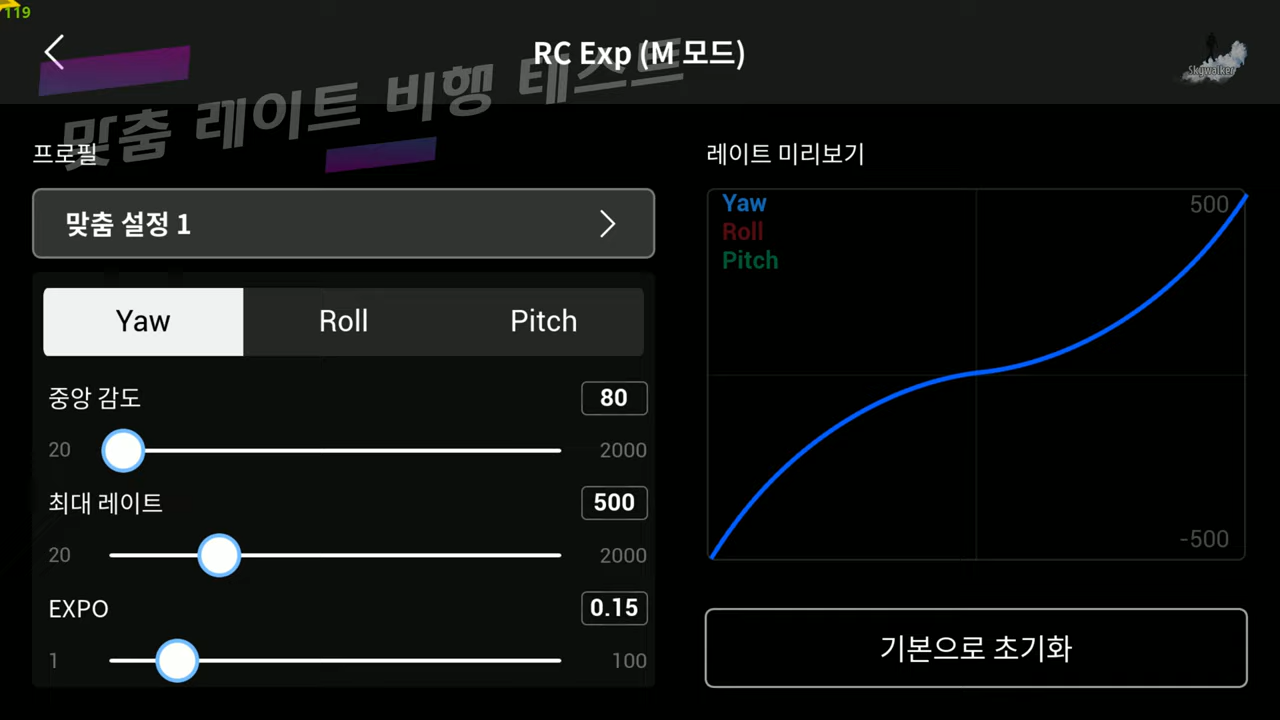 119
RC Exp (M 모드)
Skywalker
맞춤 레이트 비행 테스트
프로필
맞춤 설정 1
Yaw Roll Pitch
중앙 감도 80
20 2000
최대 레이트 500
20 2000
EXPO 0.15
1 100
레이트 미리보기
Yaw 500
Roll
Pitch
-500
기본으로 초기화